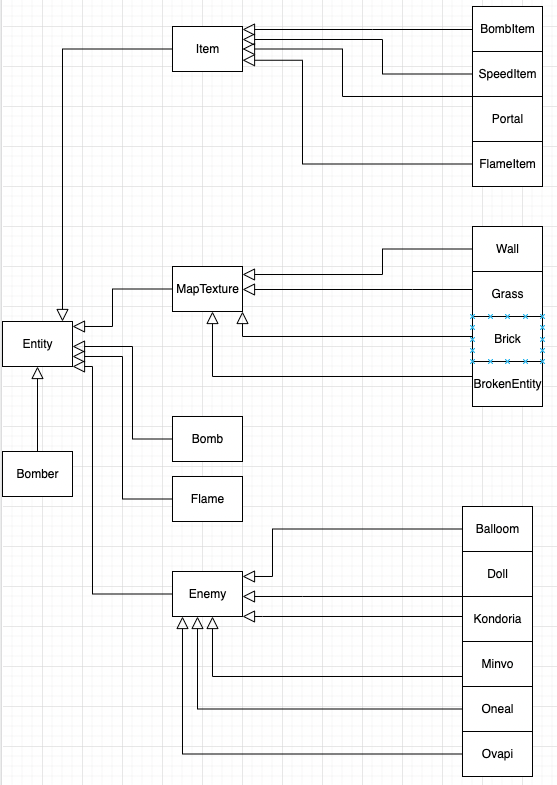 BombItem
Item
SpeedItem
Portal
FlameItem
Wall
MapTexture
Grass
Entity
Brick
BrokenEntity
Bomb
Bomber
Flame
Balloom
Doll
Enemy
Kondoria
Minvo
Oneal
Ovapi